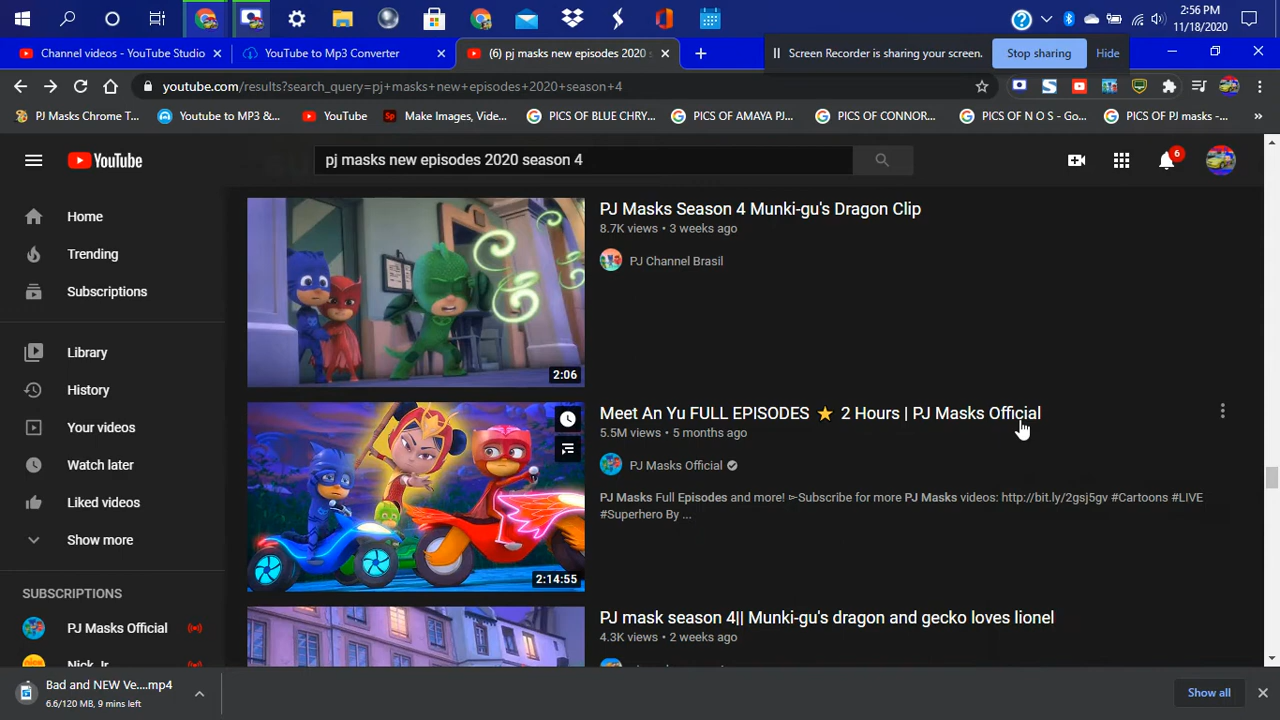 2:56 PM
11/18/2020
Channel videos - YouTube Studio
YouTube to Mp3 Converter
(6) pj masks new episodes 2020 s
Screen Recorder is sharing your screen.
Stop sharing
Hide
youtube.com/results?search_query=pj+masks+new+episodes+2020+season+4
PJ Masks Chrome T...
Youtube to MP3 &...
YouTube
Sp
Make Images, Vide...
PICS OF BLUE CHRY...
PICS OF AMAYA PJ...
PICS OF CONNOR...
PICS OF N O S - Go...
PICS OF PJ masks -...
YouTube
pj masks new episodes 2020 season 4
6
Home
Trending
Subscriptions
Library
History
Your videos
Watch later
Liked videos
Show more
SUBSCRIPTIONS
PJ Masks Official
Nick Jr.
PJ Masks Season 4 Munki-gu's Dragon Clip
8.7K views • 3 weeks ago
PJ Channel Brasil
2:06
Meet An Yu FULL EPISODES ⭐ 2 Hours | PJ Masks Official
5.5M views • 5 months ago
PJ Masks Official
PJ Masks Full Episodes and more! ►Subscribe for more PJ Masks videos: http://bit.ly/2gsj5gv #Cartoons #LIVE
#Superhero By ...
2:14:55
PJ mask season 4|| Munki-gu's dragon and gecko loves lionel
4.3K views • 2 weeks ago
Bad and NEW Ve....mp4
6.6/120 MB, 9 mins left
Show all